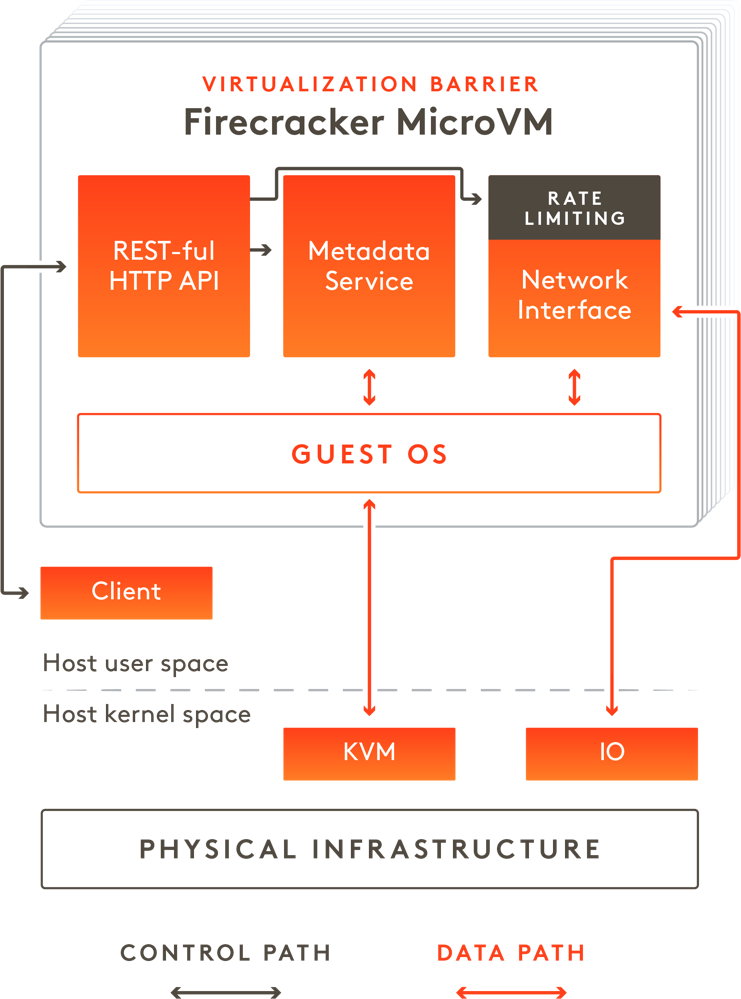 VIRTUALIZATION BARRIER
Firecracker MicroVM
REST-ful
HTTP API
Metadata
Service
RATE
LIMITING
Network
Interface
GUEST OS
Client
Host user space
Host kernel space
KVM
IO
PHYSICAL INFRASTRUCTURE
CONTROL PATH
DATA PATH